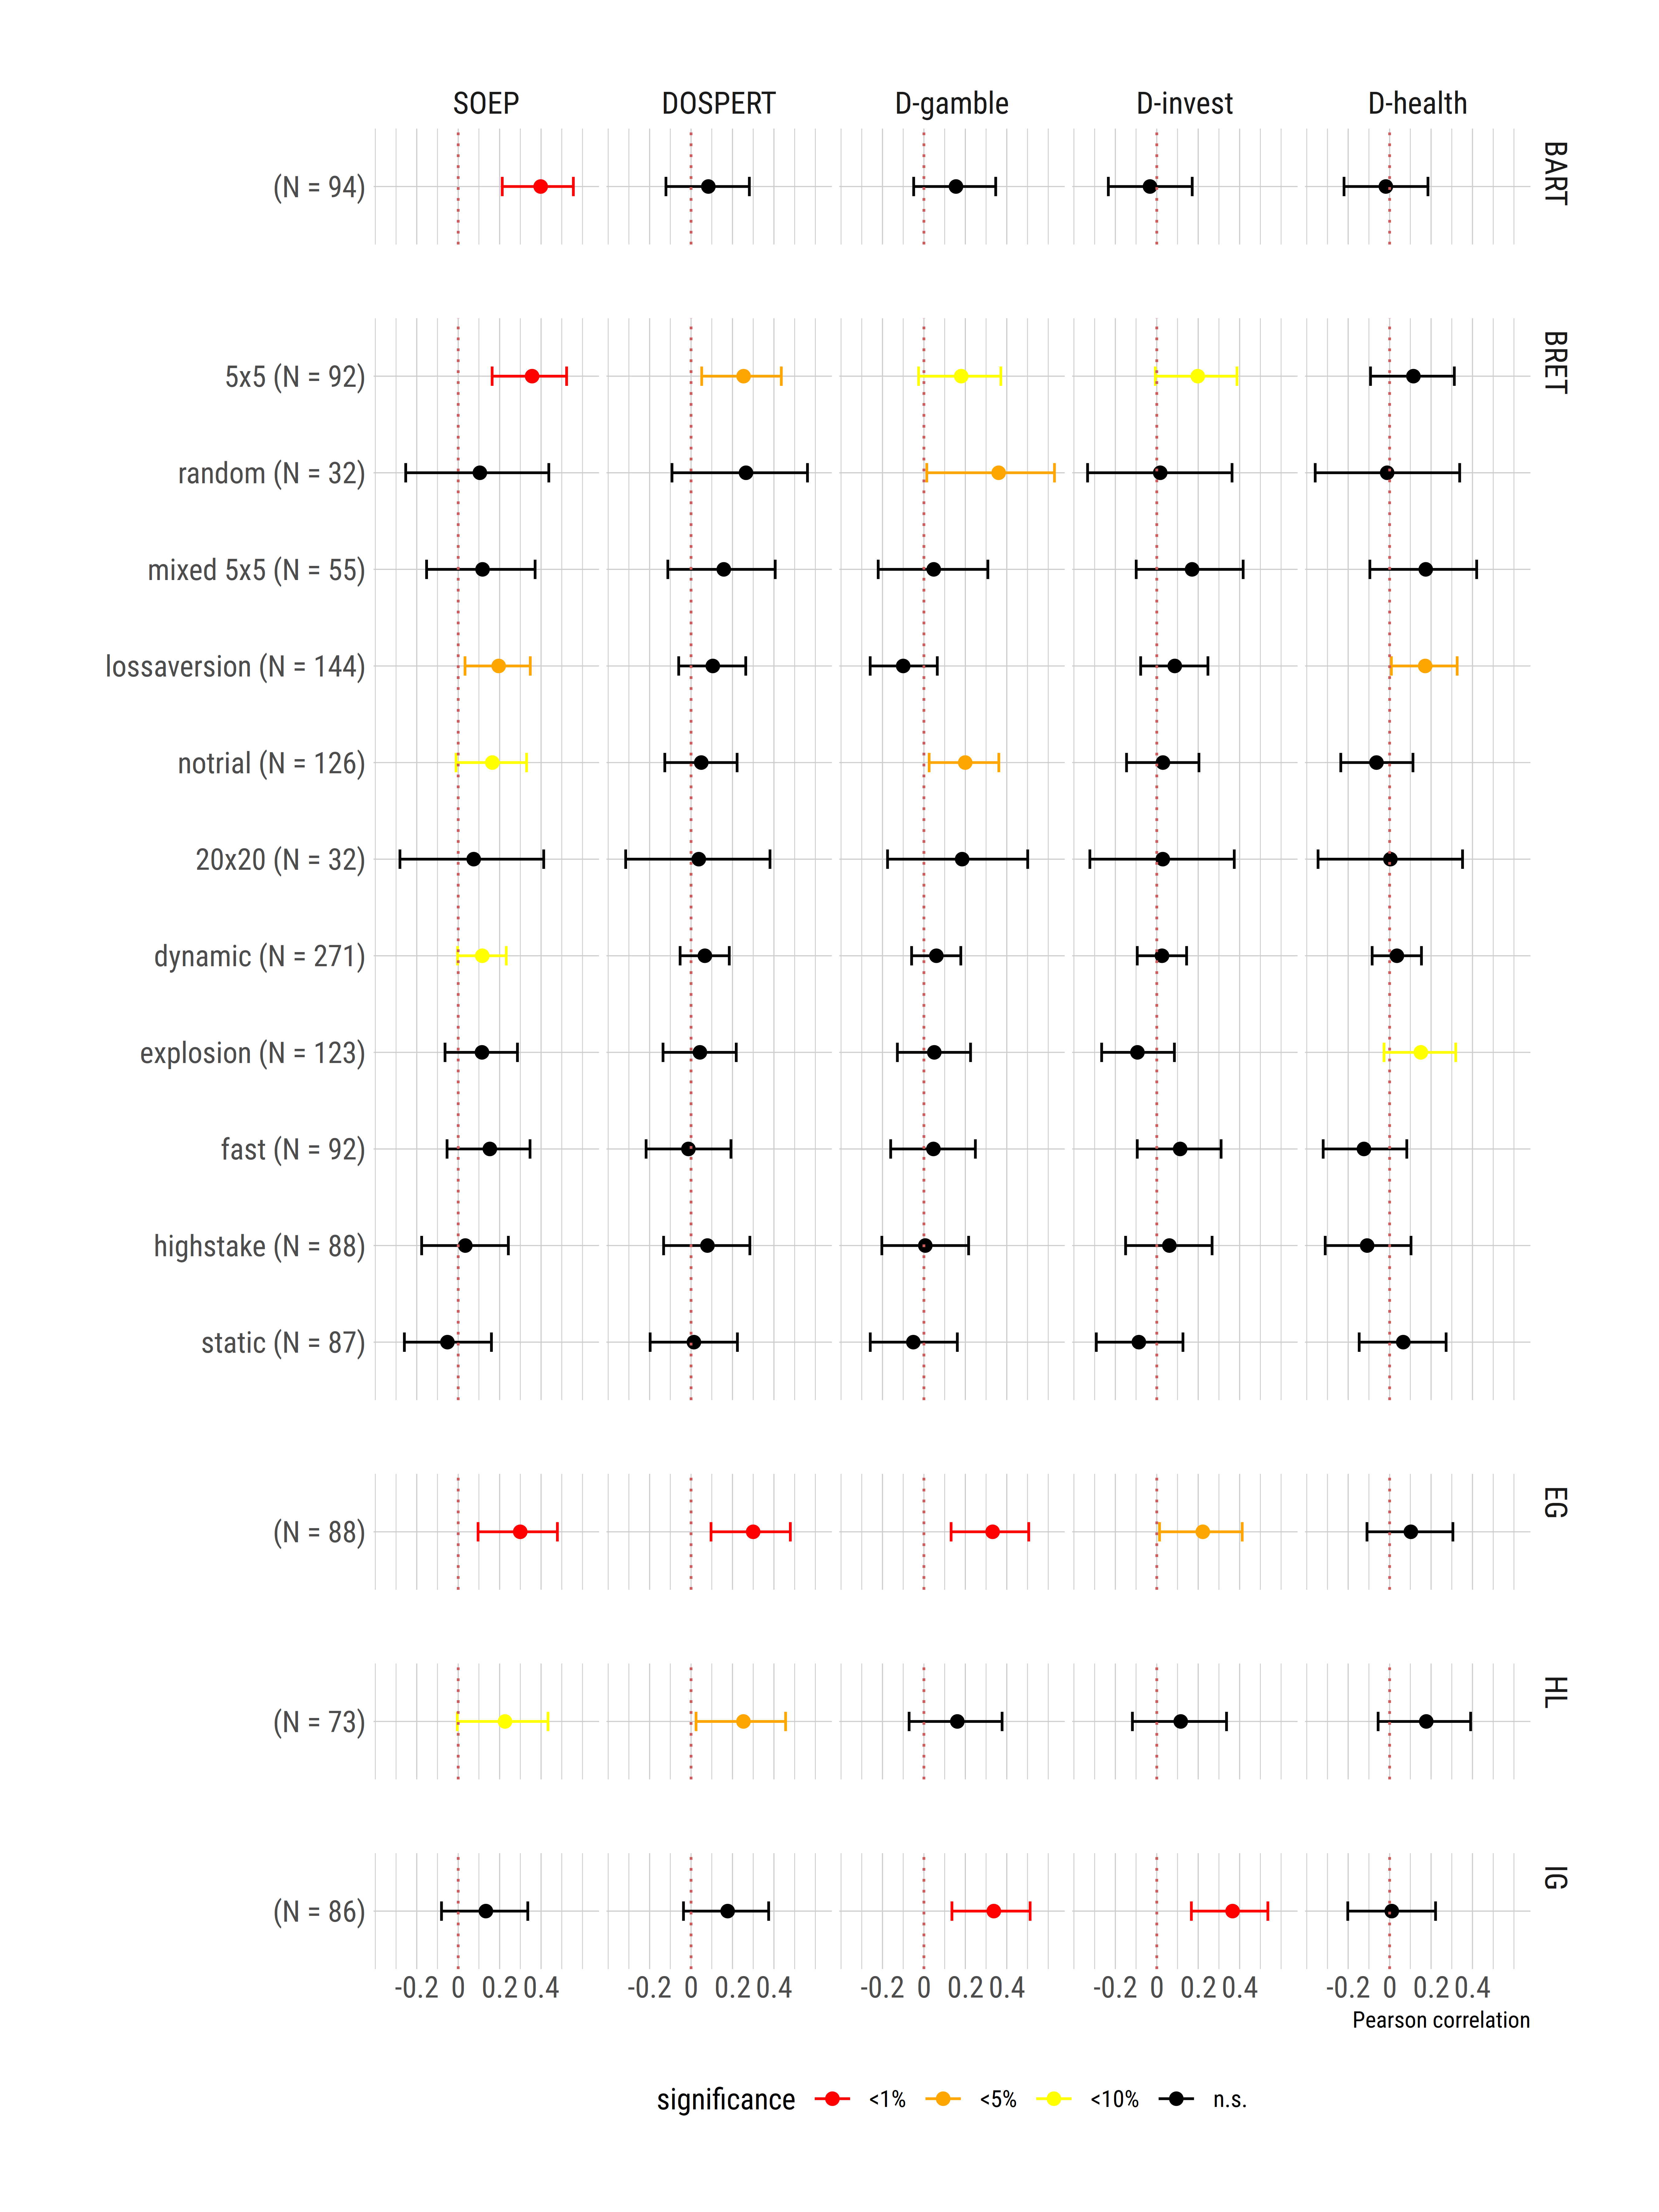 SOEP DOSPERT D-gamble D-invest D-health
BART
(N = 94)
BRET
5x5 (N = 92)
random (N = 32)
mixed 5x5 (N = 55)
lossaversion (N = 144)
notrial (N = 126)
20x20 (N = 32)
dynamic (N = 271)
explosion (N = 123)
fast (N = 92)
highstake (N = 88)
static (N = 87)
EG
(N = 88)
HL
(N = 73)
IG
(N = 86)
-0.2 0 0.2 0.4 -0.2 0 0.2 0.4 -0.2 0 0.2 0.4 -0.2 0 0.2 0.4 -0.2 0 0.2 0.4
Pearson correlation
significance <1% <5% <10% n.s.